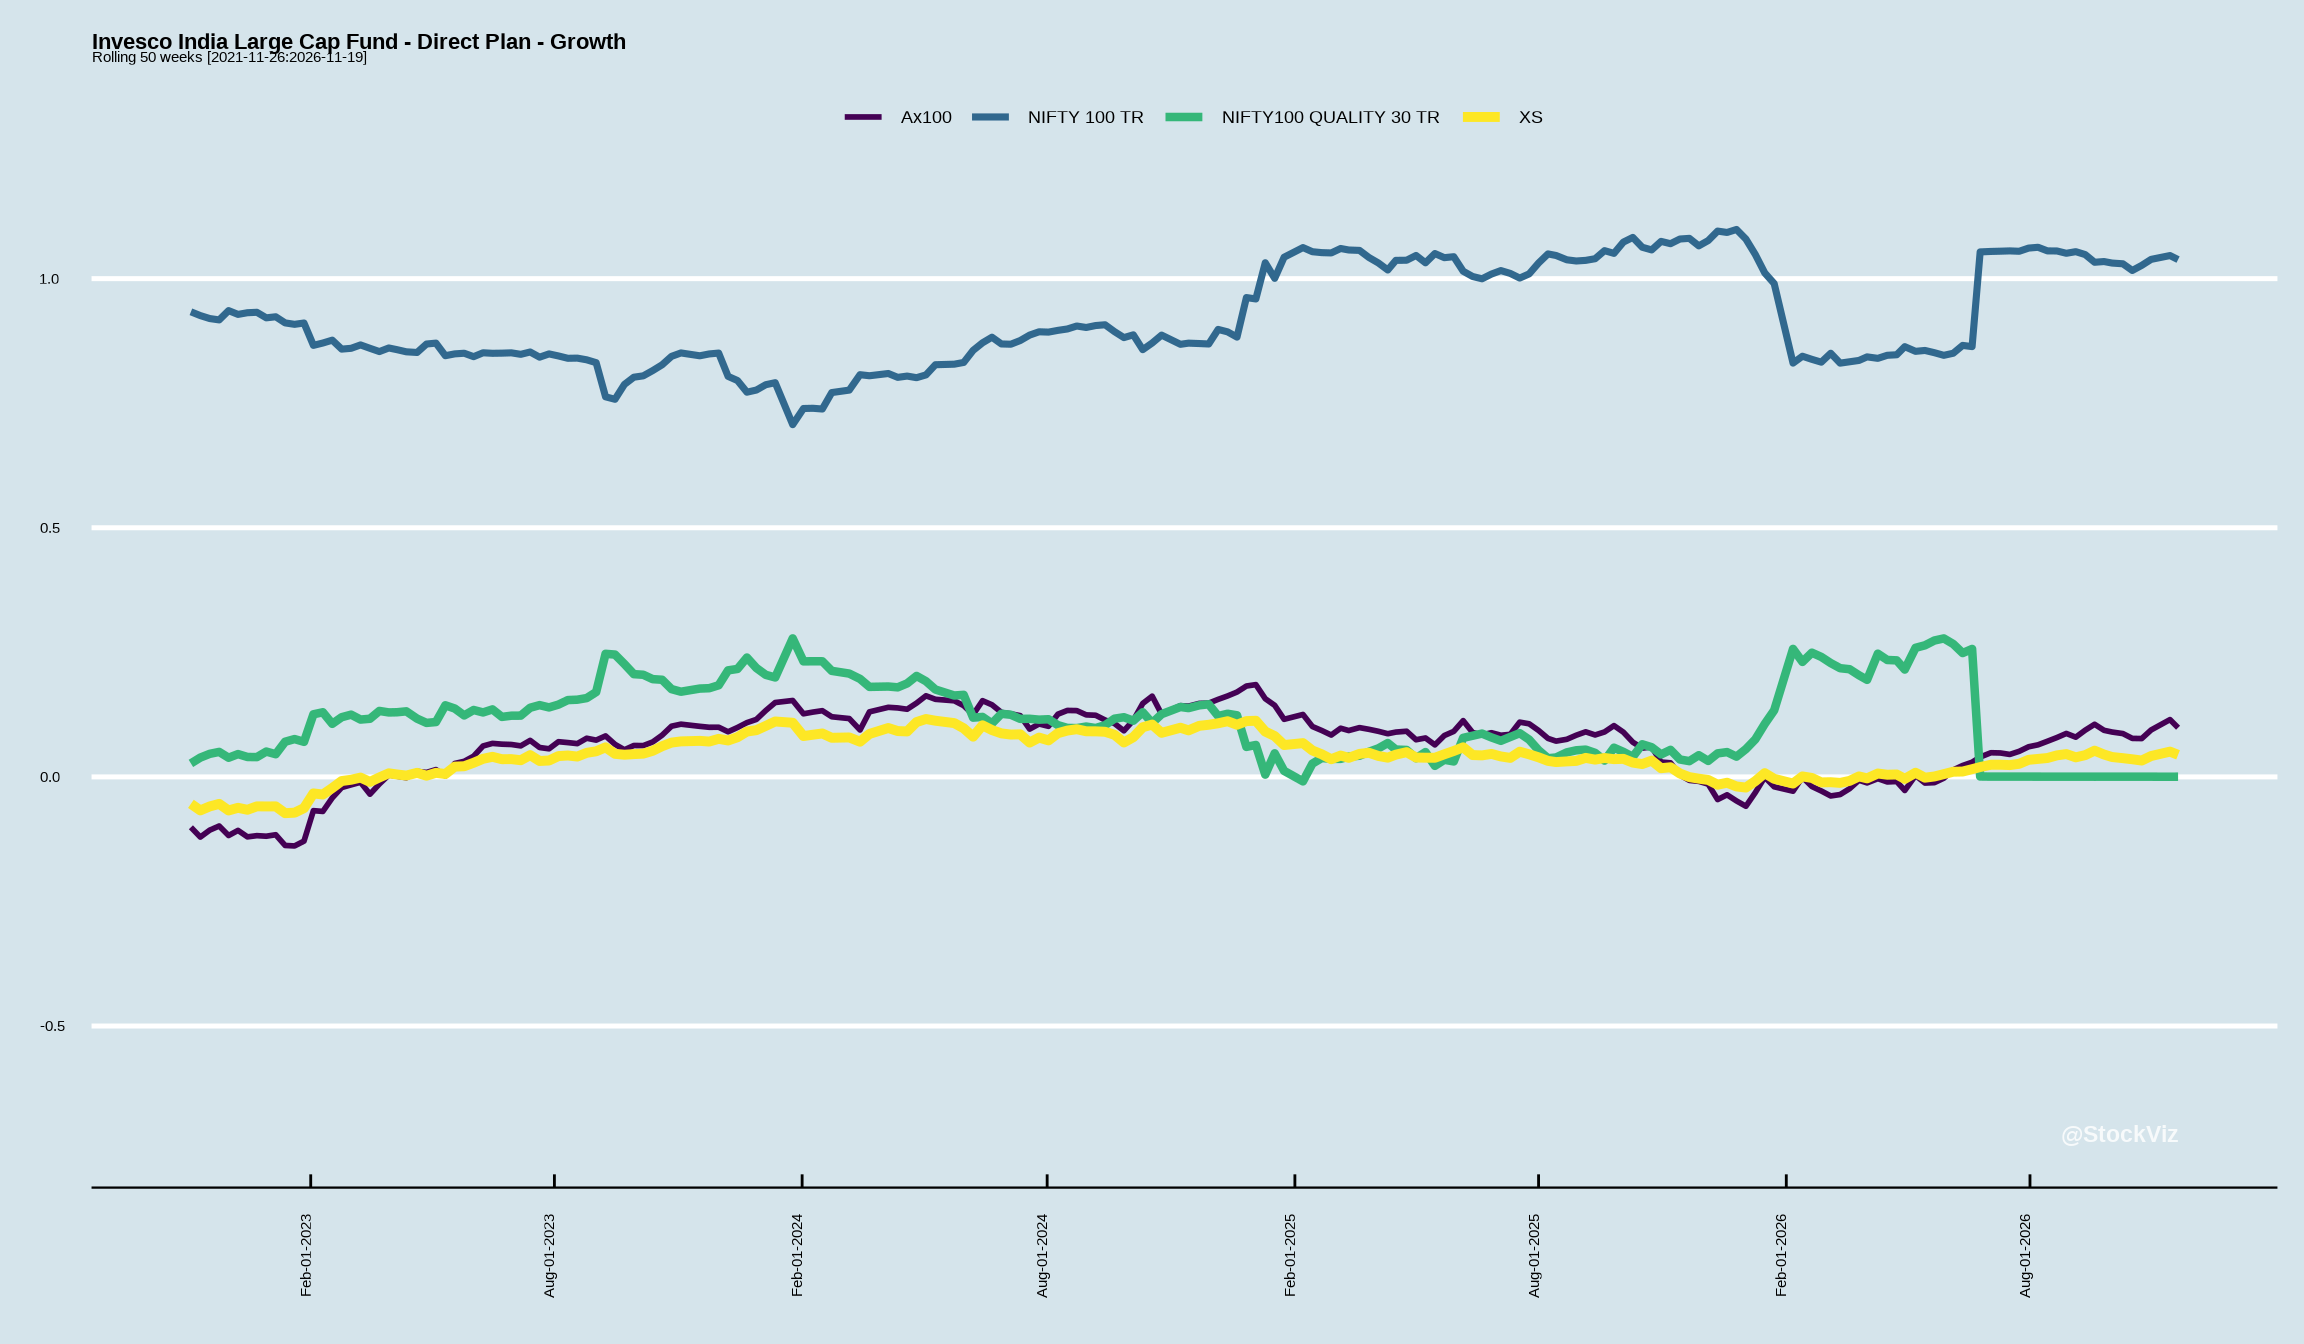 Invesco India Large Cap Fund - Direct Plan - Growth
Rolling 50 weeks [2021-11-26:2026-11-19]
Ax100 NIFTY 100 TR NIFTY100 QUALITY 30 TR XS
1.0
0.5
0.0
-0.5
@StockViz
Feb-01-2023 Aug-01-2023 Feb-01-2024 Aug-01-2024 Feb-01-2025 Aug-01-2025 Feb-01-2026 Aug-01-2026